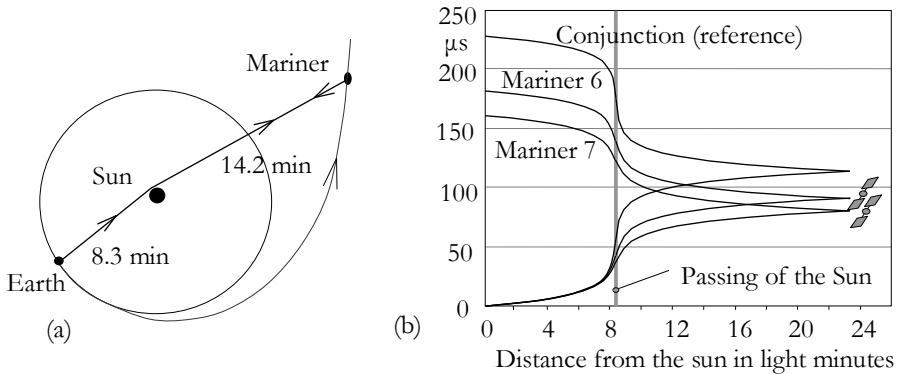 Mariner
Sun
14.2 min
8.3 min
Earth
(a)
250
μs
200
150
100
50
0
Conjunction (reference)
Mariner 6
Mariner 7
Passing of the Sun
0 4 8 12 16 20 24
(b)
Distance from the sun in light minutes